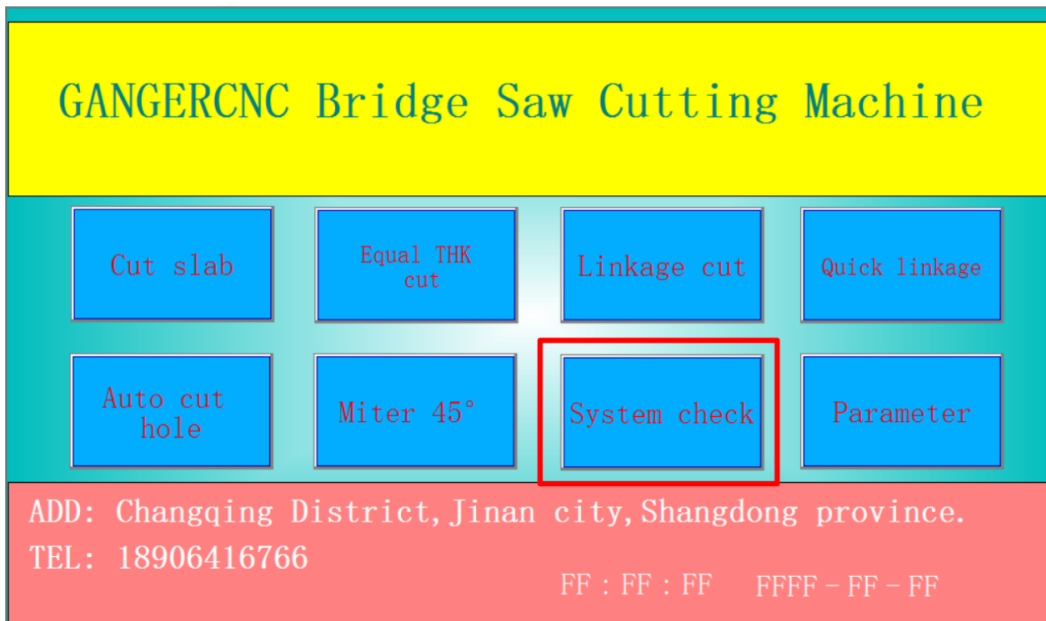 GANGERCNC Bridge Saw Cutting Machine
Cut slab
Equal THK
cut
Linkage cut
Quick linkage
Auto cut
hole
Miter 45°
System check
Parameter
ADD: Changqing District,Jinan city,Shangdong province.
TEL: 18906416766
FF : FF : FF FFFF - FF - FF